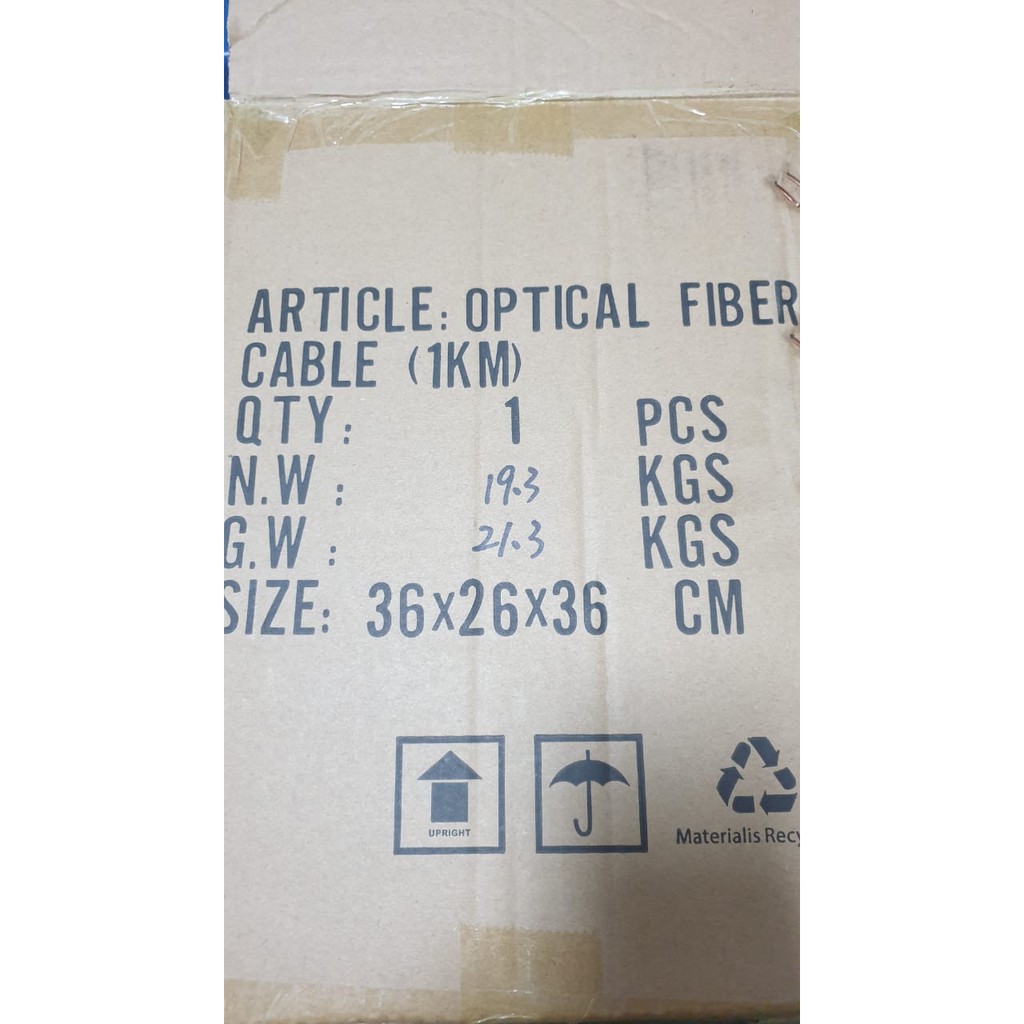 ARTICLE: OPTICAL FIBER
CABLE (1KM)
QTY: 1 PCS
N.W: 19.3 KGS
G.W: 21.3 KGS
SIZE: 36x26x36 CM
UPRIGHT
Materialis